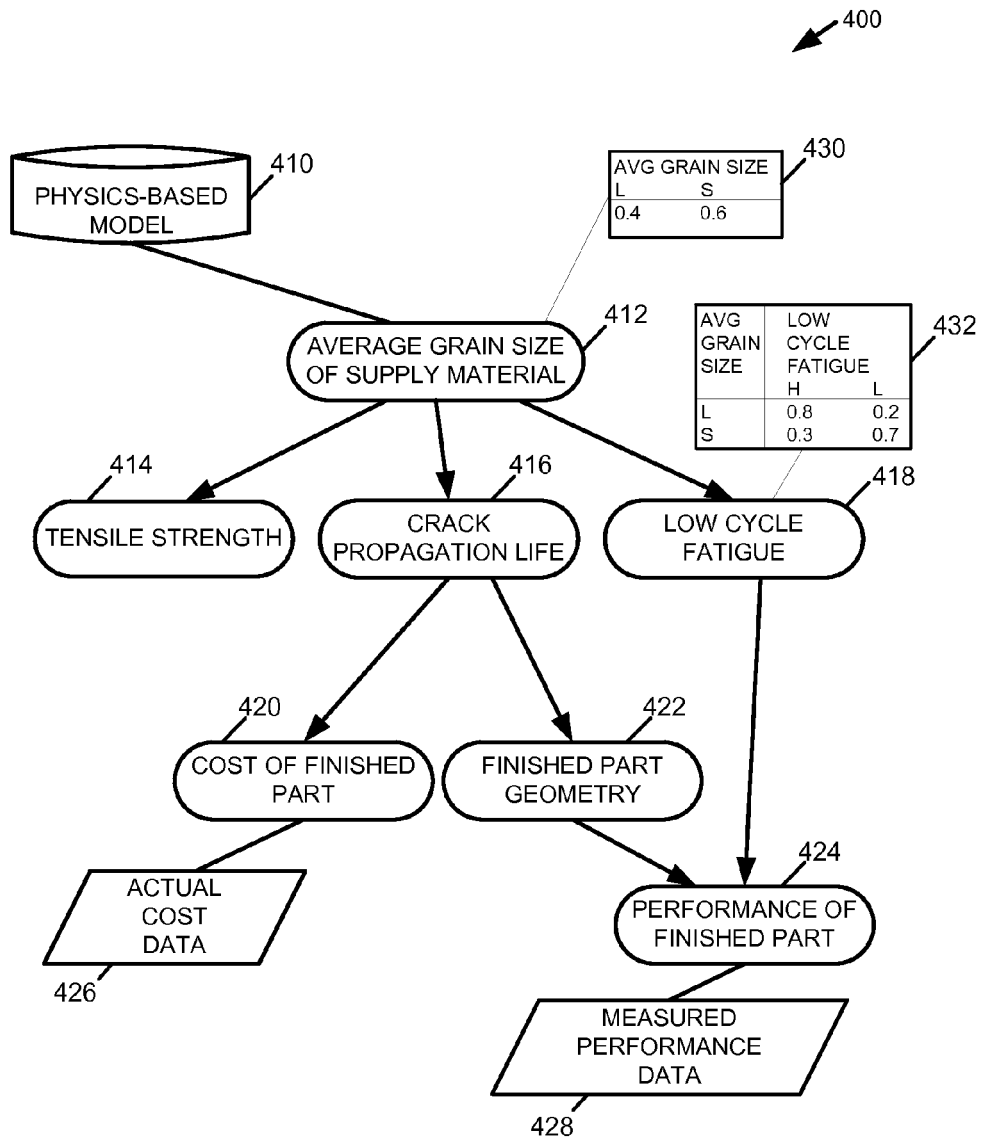 400
410
PHYSICS-BASED
MODEL
430
AVG GRAIN SIZE
L S
0.4 0.6
412
AVERAGE GRAIN SIZE
OF SUPPLY MATERIAL
432
AVG LOW
GRAIN CYCLE
SIZE FATIGUE
H L
L 0.8 0.2
S 0.3 0.7
414
TENSILE STRENGTH
416
CRACK
PROPAGATION LIFE
418
LOW CYCLE
FATIGUE
420
COST OF FINISHED
PART
422
FINISHED PART
GEOMETRY
424
PERFORMANCE OF
FINISHED PART
ACTUAL
COST
DATA
426
MEASURED
PERFORMANCE
DATA
428